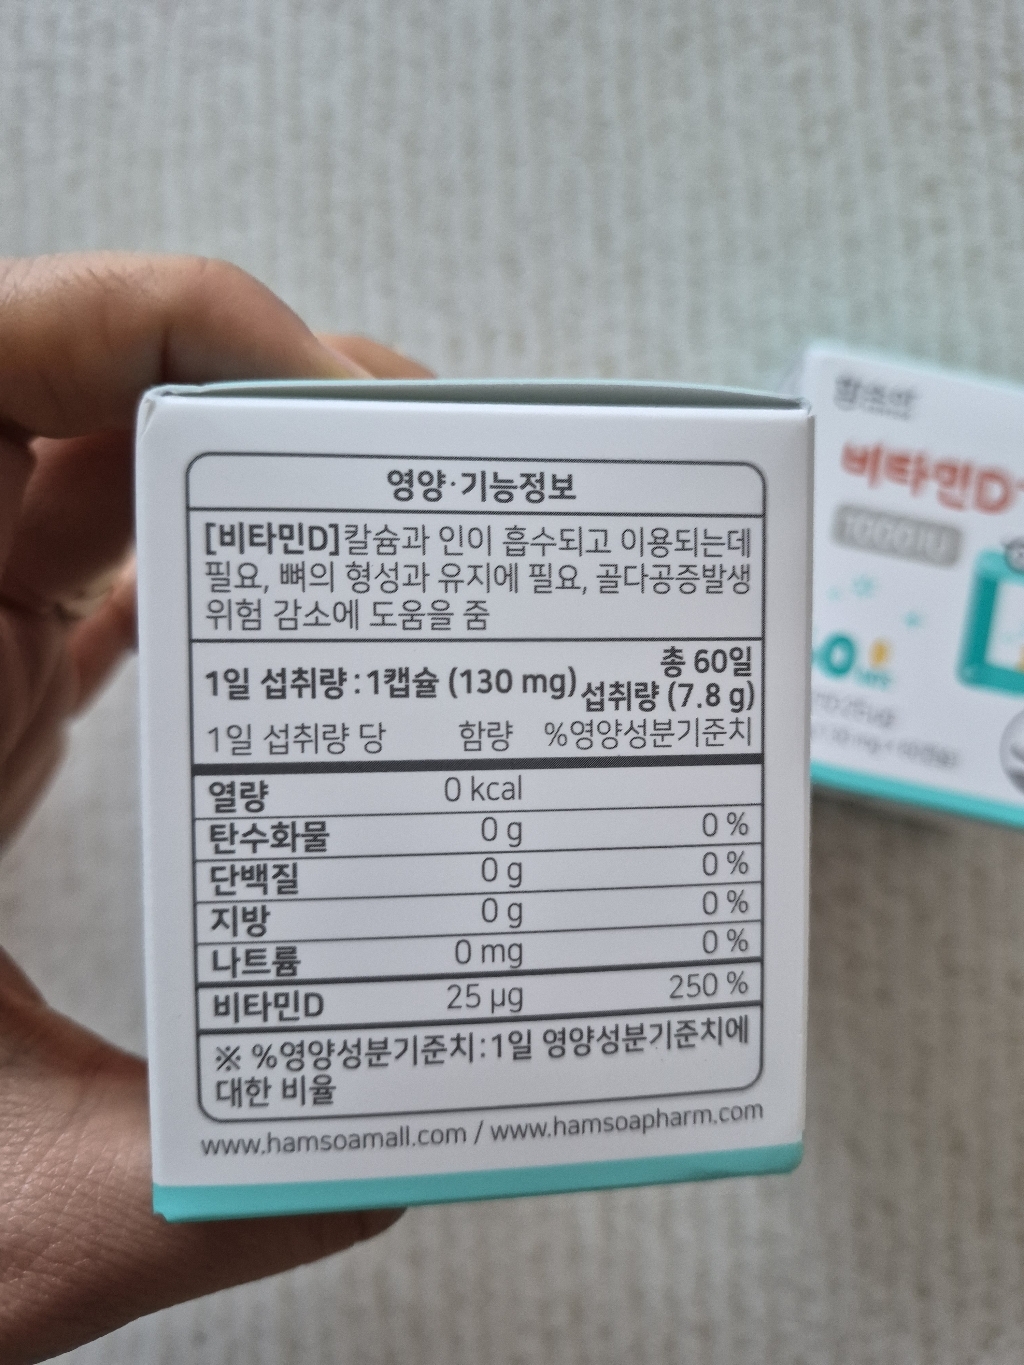 영양·기능정보
[비타민D]칼슘과 인이 흡수되고 이용되는데
필요, 뼈의 형성과 유지에 필요, 골다공증발생
위험 감소에 도움을 줌
1일 섭취량 : 1캡슐 (130 mg)
총 60일
섭취량 (7.8 g)
1일 섭취량 당 함량 %영양성분기준치
열량 0 kcal
탄수화물 0 g 0 %
단백질 0 g 0 %
지방 0 g 0 %
나트륨 0 mg 0 %
비타민D 25 µg 250 %
※ %영양성분기준치:1일 영양성분기준치에
대한 비율
www.hamsoamall.com / www.hamsoapharm.com
함소아
비타민D
1000IU